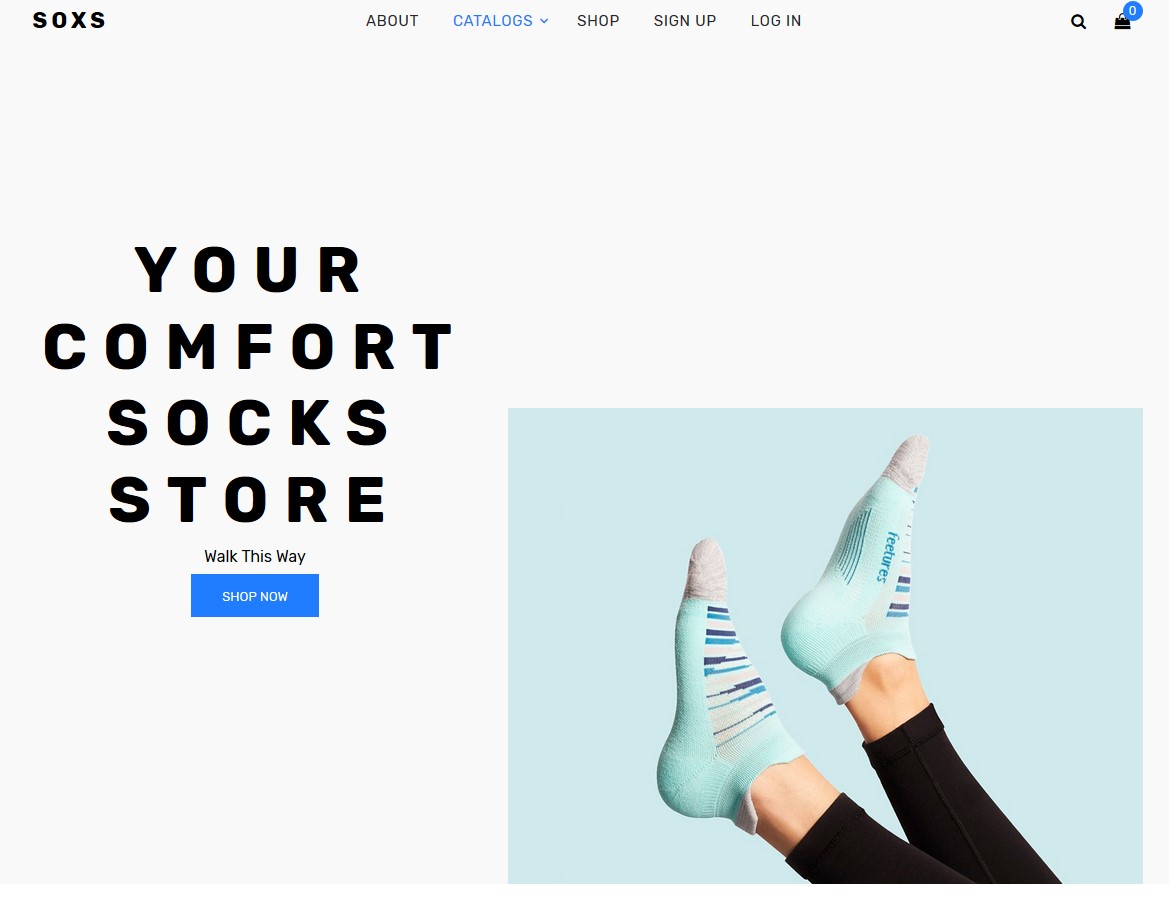 SOXS
ABOUT CATALOGS SHOP SIGN UP LOG IN
0
YOUR
COMFORT
SOCKS
STORE
Walk This Way
SHOP NOW
feetures